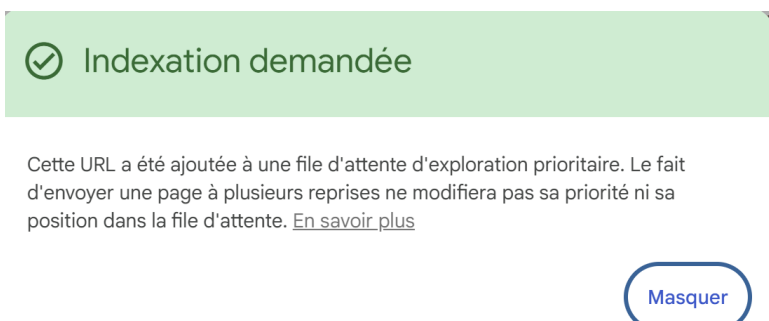 Indexation demandée
Cette URL a été ajoutée à une file d'attente d'exploration prioritaire. Le fait
d'envoyer une page à plusieurs reprises ne modifiera pas sa priorité ni sa
position dans la file d'attente. En savoir plus
Masquer